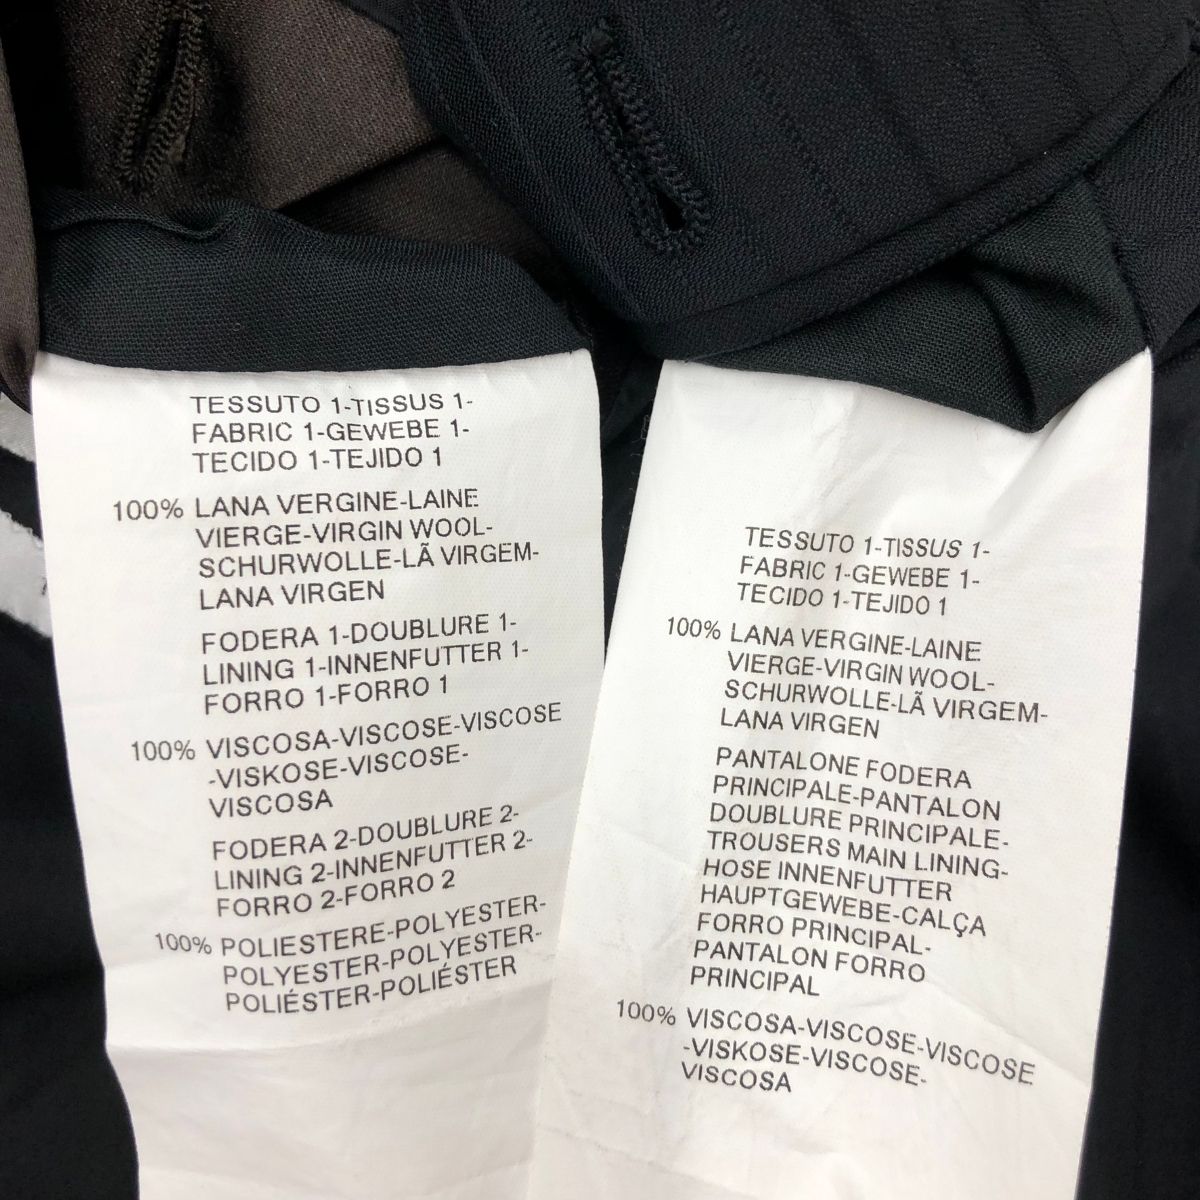 TESSUTO 1-TISSUS 1-
FABRIC 1-GEWEBE 1-
TECIDO 1-TEJIDO 1
100% LANA VERGINE-LAINE
VIERGE-VIRGIN WOOL-
SCHURWOLLE-LÃ VIRGEM-
LANA VIRGEN
FODERA 1-DOUBLURE 1-
LINING 1-INNENFUTTER 1-
FORRO 1-FORRO 1
100% VISCOSA-VISCOSE-VISCOSE
-VISKOSE-VISCOSE-
VISCOSA
FODERA 2-DOUBLURE 2-
LINING 2-INNENFUTTER 2-
FORRO 2-FORRO 2
100% POLIESTERE-POLYESTER-
POLYESTER-POLYESTER-
POLIÉSTER-POLIÉSTER
TESSUTO 1-TISSUS 1-
FABRIC 1-GEWEBE 1-
TECIDO 1-TEJIDO 1
100% LANA VERGINE-LAINE
VIERGE-VIRGIN WOOL-
SCHURWOLLE-LÃ VIRGEM-
LANA VIRGEN
PANTALONE FODERA
PRINCIPALE-PANTALON
DOUBLURE PRINCIPALE-
TROUSERS MAIN LINING-
HOSE INNENFUTTER
HAUPTGEWEBE-CALÇA
FORRO PRINCIPAL-
PANTALON FORRO
PRINCIPAL
100% VISCOSA-VISCOSE-VISCOSE
-VISKOSE-VISCOSE-
VISCOSA